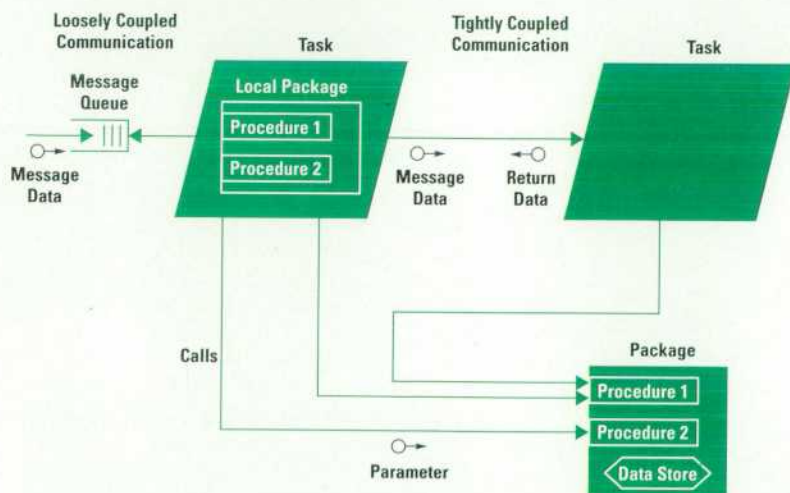 Loosely Coupled
Communication
Task
Tightly Coupled
Communication
Task
Message
Queue
Local Package
Procedure 1
Procedure 2
Message
Data
Message
Data
Return
Data
Calls
Package
Procedure 1
Procedure 2
Data Store
Parameter